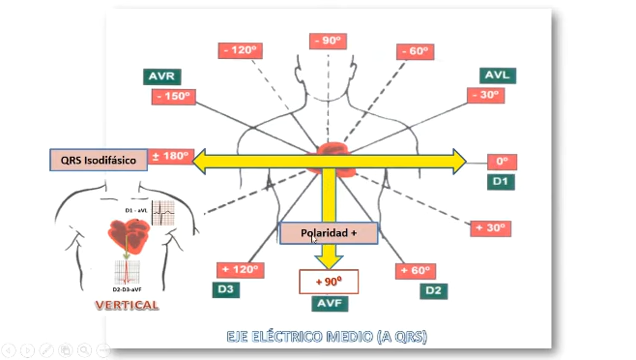 - 90º
- 120º
- 60º
AVR
AVL
- 150º
- 30º
QRS Isodifásico
± 180º
0º
D1
D1 - aVL
+ 30º
Polaridad +
+ 120º
+ 90º
+ 60º
D2-D3-aVF
D3
D2
VERTICAL
AVF
EJE ELÉCTRICO MEDIO (A QRS)